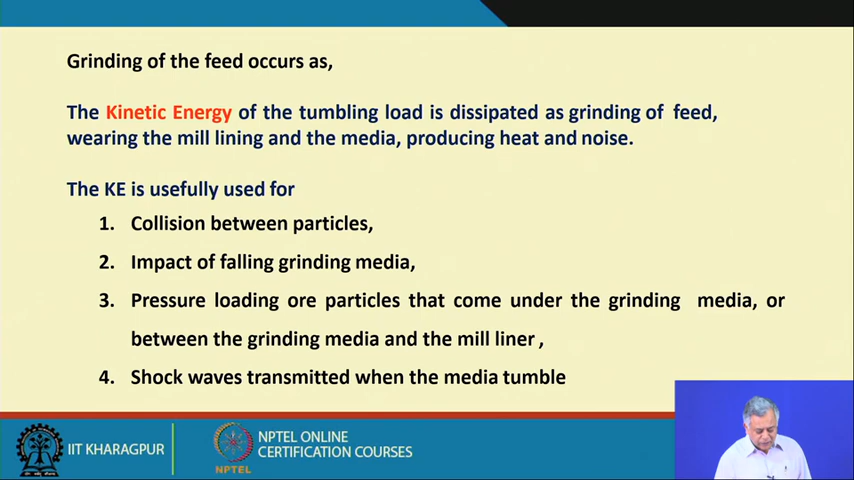 Grinding of the feed occurs as,
The Kinetic Energy of the tumbling load is dissipated as grinding of feed,
wearing the mill lining and the media, producing heat and noise.
The KE is usefully used for
1. Collision between particles,
2. Impact of falling grinding media,
3. Pressure loading ore particles that come under the grinding media, or
between the grinding media and the mill liner ,
4. Shock waves transmitted when the media tumble
IIT KHARAGPUR
NPTEL
NPTEL ONLINE
CERTIFICATION COURSES